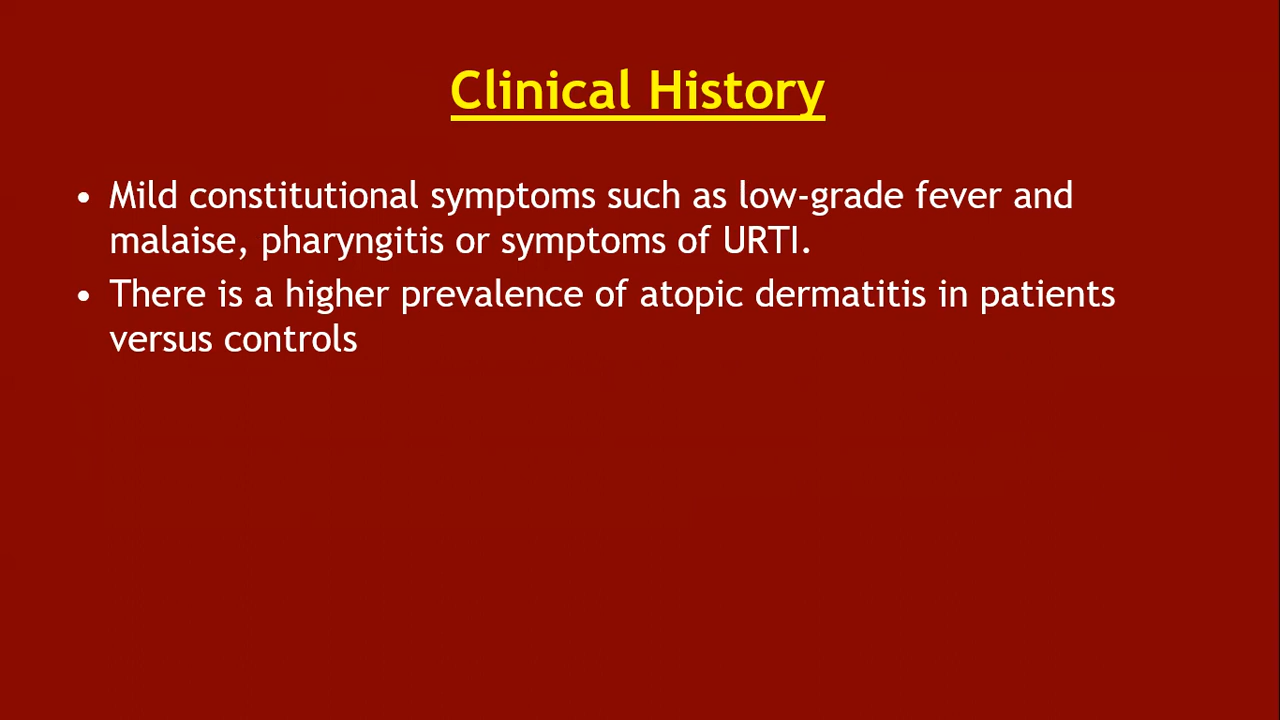 Clinical History
• Mild constitutional symptoms such as low-grade fever and
malaise, pharyngitis or symptoms of URTI.
• There is a higher prevalence of atopic dermatitis in patients
versus controls